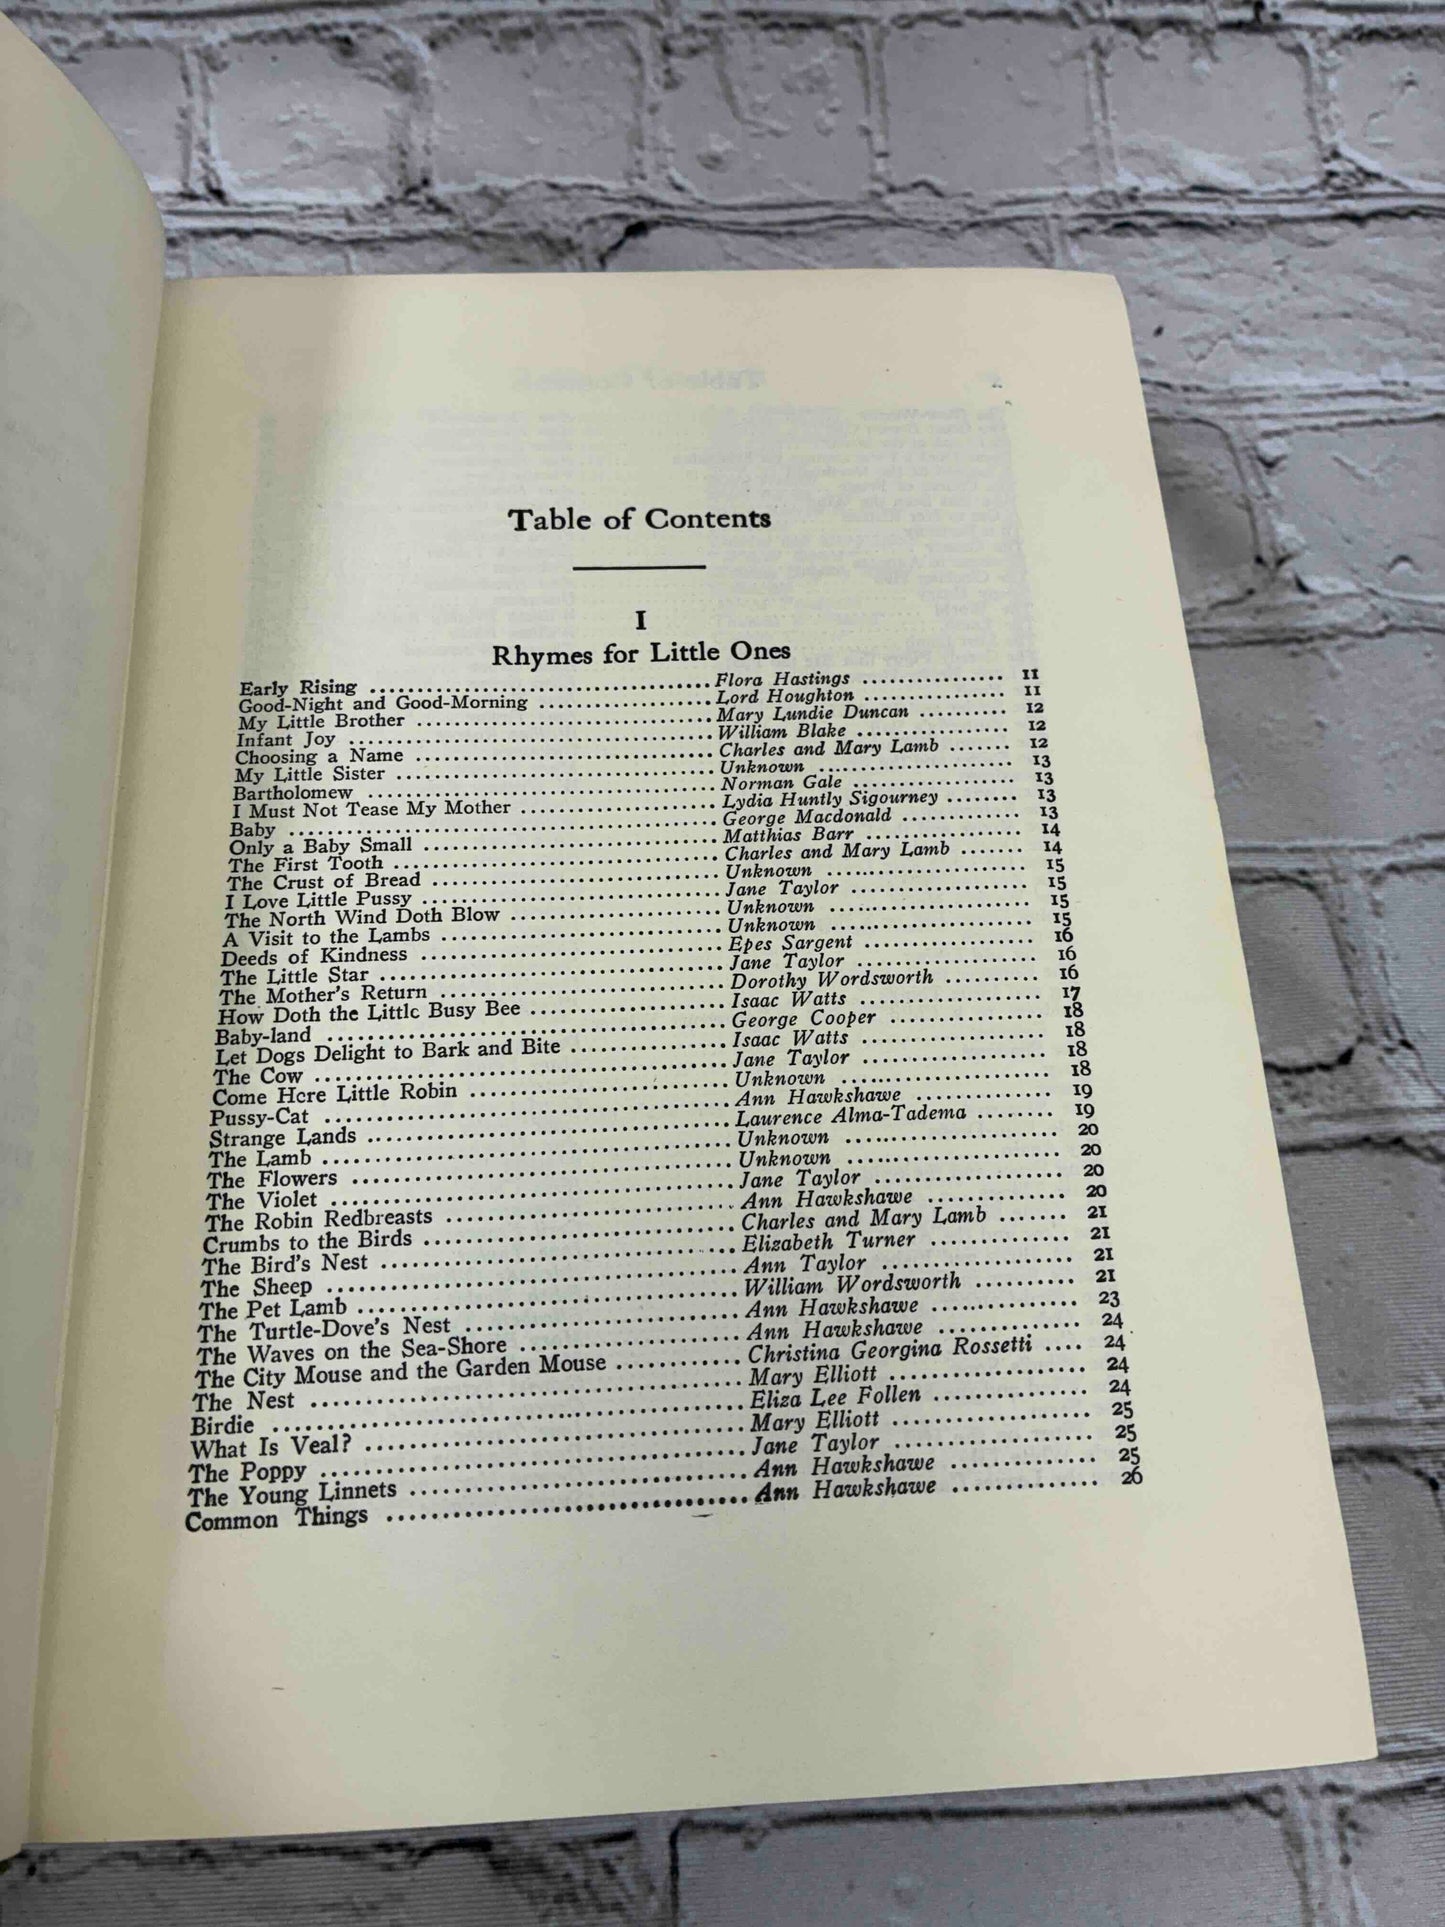 Table of Contents
I
Rhymes for Little Ones
Early Rising ........ Flora Hastings ........ 11
Good-Night and Good-Morning ........ Lord Houghton ........ 11
My Little Brother ........ Mary Lundie Duncan ........ 12
Infant Joy ........ William Blake ........ 12
Choosing a Name ........ Charles and Mary Lamb ........ 12
My Little Sister ........ Unknown ........ 13
Bartholomew ........ Norman Gale ........ 13
I Must Not Tease My Mother ........ Lydia Huntly Sigourney ........ 13
Baby ........ George Macdonald ........ 13
Only a Baby Small ........ Matthias Barr ........ 14
The First Tooth ........ Charles and Mary Lamb ........ 14
The Crust of Bread ........ Unknown ........ 15
I Love Little Pussy ........ Jane Taylor ........ 15
The North Wind Doth Blow ........ Unknown ........ 15
A Visit to the Lambs ........ Unknown ........ 15
Deeds of Kindness ........ Epes Sargent ........ 16
The Little Star ........ Jane Taylor ........ 16
The Mother's Return ........ Dorothy Wordsworth ........ 16
How Doth the Little Busy Bee ........ Isaac Watts ........ 17
Baby-land ........ George Cooper ........ 18
Let Dogs Delight to Bark and Bite ........ Isaac Watts ........ 18
The Cow ........ Jane Taylor ........ 18
Come Here Little Robin ........ Unknown ........ 18
Pussy-Cat ........ Ann Hawkshawe ........ 19
Strange Lands ........ Laurence Alma-Tadema ........ 19
The Lamb ........ Unknown ........ 20
The Flowers ........ Unknown ........ 20
The Violet ........ Jane Taylor ........ 20
The Robin Redbreasts ........ Ann Hawkshawe ........ 20
Crumbs to the Birds ........ Charles and Mary Lamb ........ 21
The Bird's Nest ........ Elizabeth Turner ........ 21
The Sheep ........ Ann Taylor ........ 21
The Pet Lamb ........ William Wordsworth ........ 21
The Turtle-Dove's Nest ........ Ann Hawkshawe ........ 23
The Waves on the Sea-Shore ........ Ann Hawkshawe ........ 24
The City Mouse and the Garden Mouse ........ Christina Georgina Rossetti .... 24
The Nest ........ Mary Elliott ........ 24
Birdie ........ Eliza Lee Follen ........ 24
What Is Veal? ........ Mary Elliott ........ 25
The Poppy ........ Jane Taylor ........ 25
The Young Linnets ........ Ann Hawkshawe ........ 25
Common Things ........ Ann Hawkshawe ........ 26